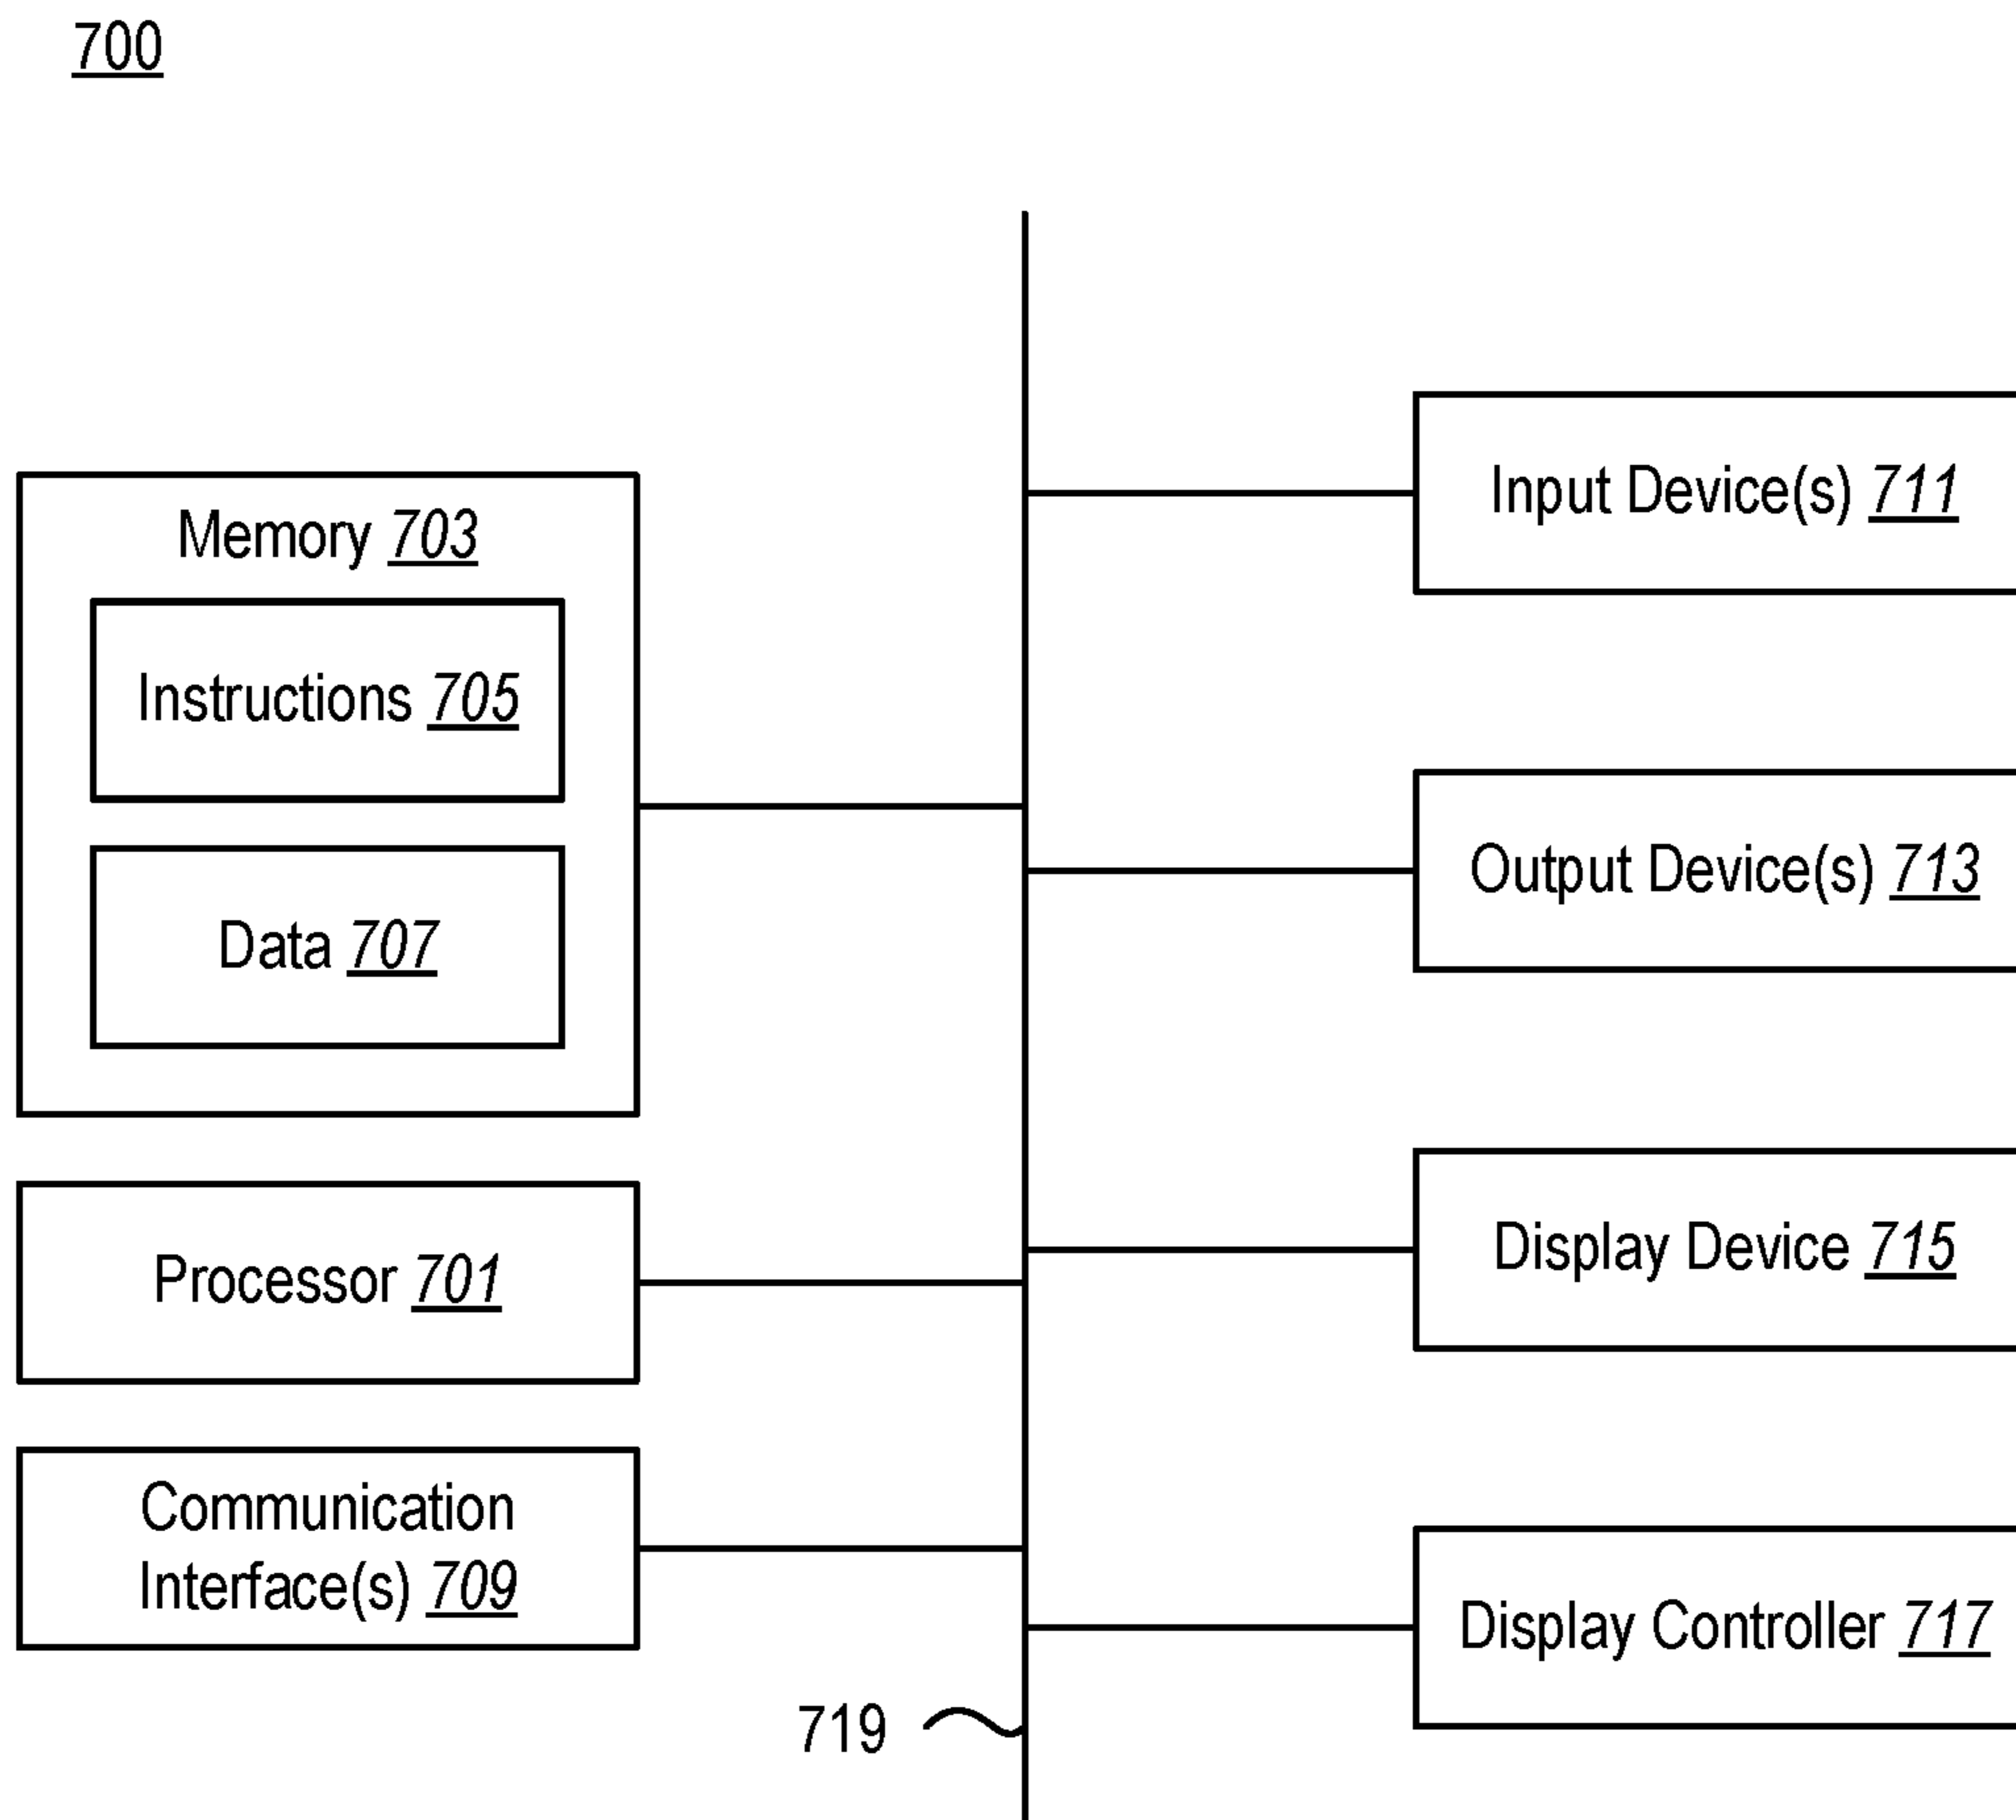 700
Memory 703
Instructions 705
Data 707
Processor 701
Communication
Interface(s) 709
719
Input Device(s) 711
Output Device(s) 713
Display Device 715
Display Controller 717